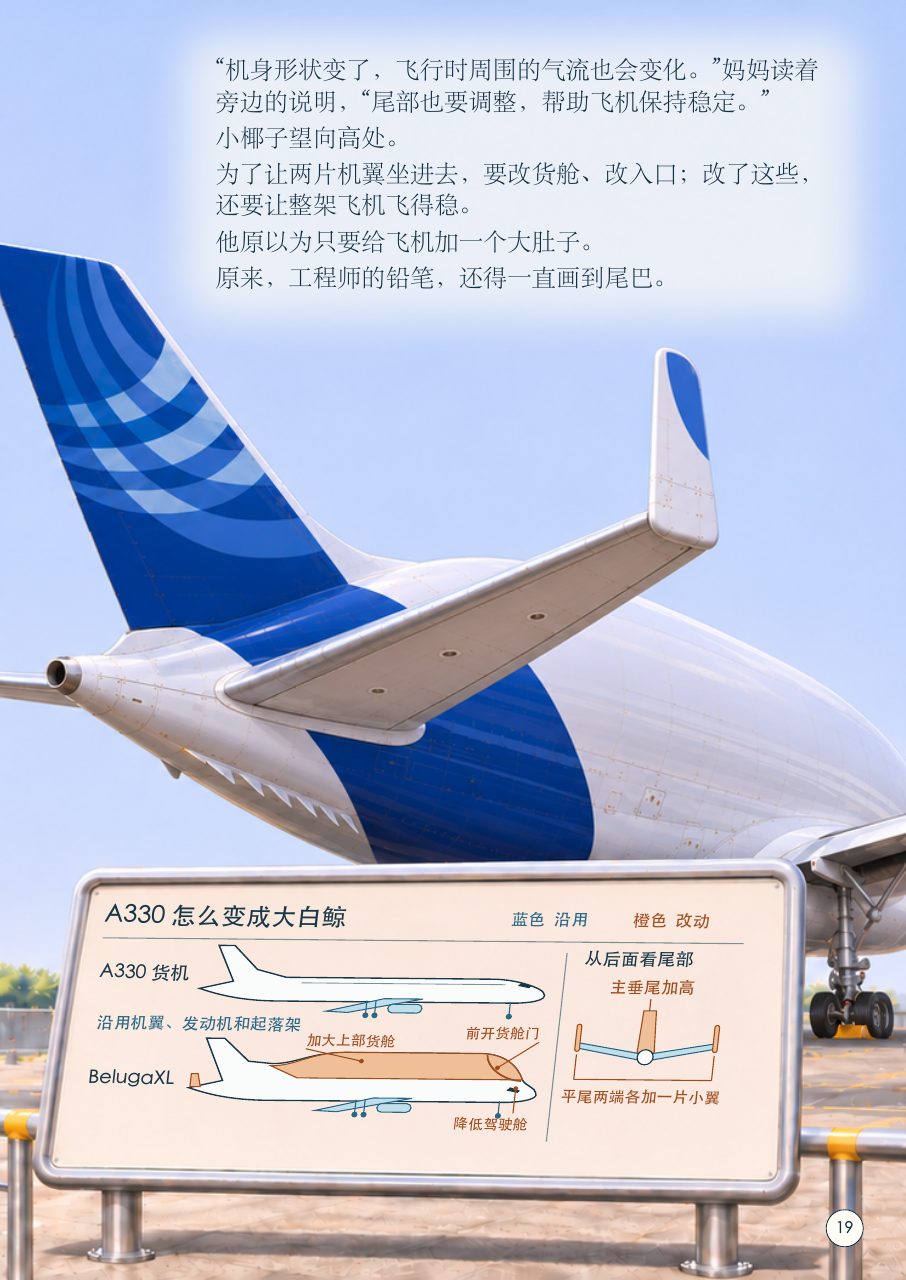 “机身形状变了，飞行时周围的气流也会变化。”妈妈读着
旁边的说明，“尾部也要调整，帮助飞机保持稳定。”
小椰子望向高处。
为了让两片机翼坐进去，要改货舱、改入口；改了这些，
还要让整架飞机飞得稳。
他原以为只要给飞机加一个大肚子。
原来，工程师的铅笔，还得一直画到尾巴。
A330 怎么变成大白鲸
蓝色 沿用
橙色 改动
A330 货机
沿用机翼、发动机和起落架
加大上部货舱
前开货舱门
BelugaXL
降低驾驶舱
从后面看尾部
主垂尾加高
平尾两端各加一片小翼
19